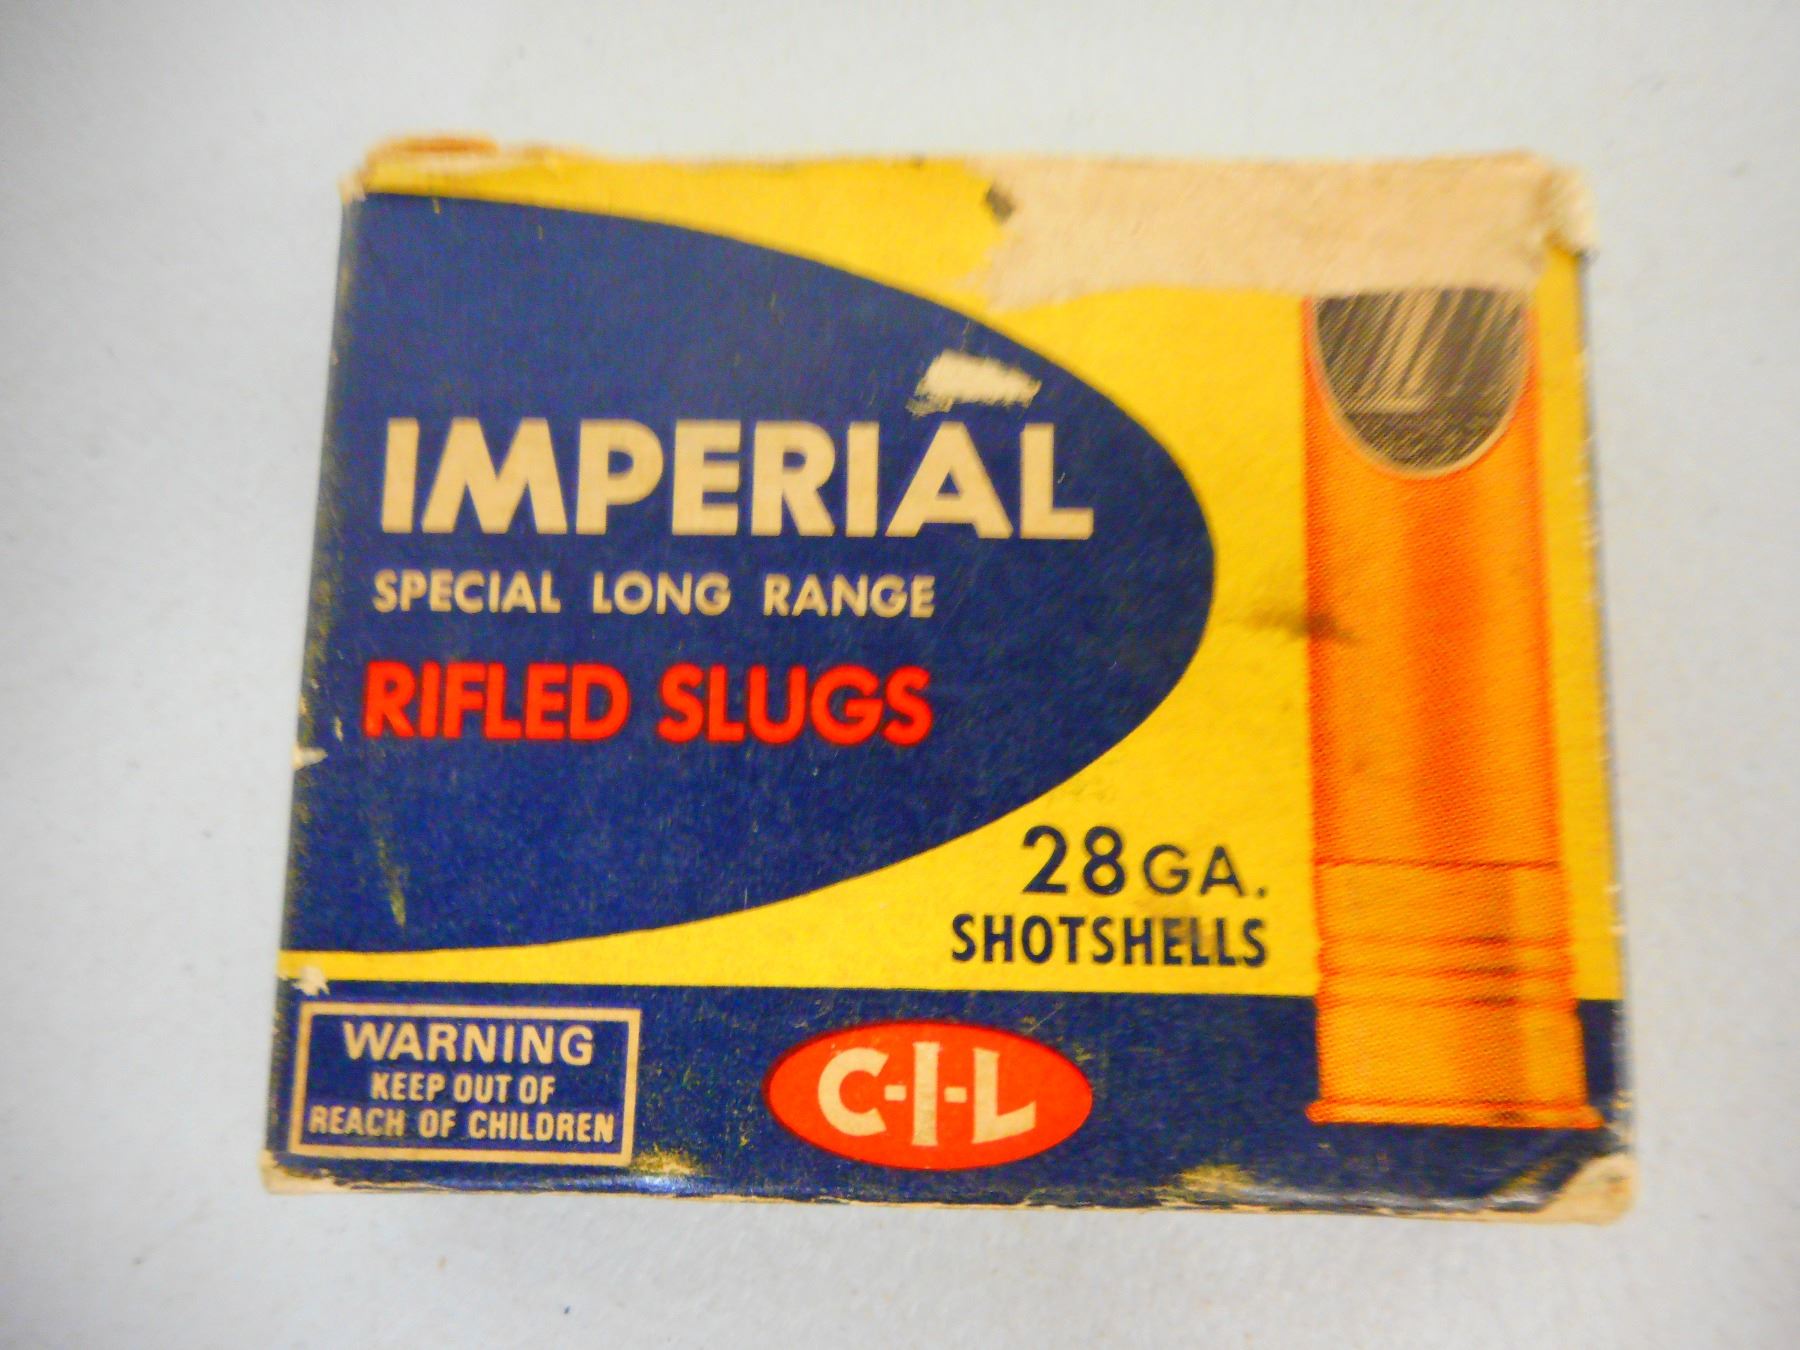 IMPERIAL
SPECIAL LONG RANGE
RIFLED SLUGS
28 GA.
SHOTSHELLS
WARNING
KEEP OUT OF
REACH OF CHILDREN
C-I-L